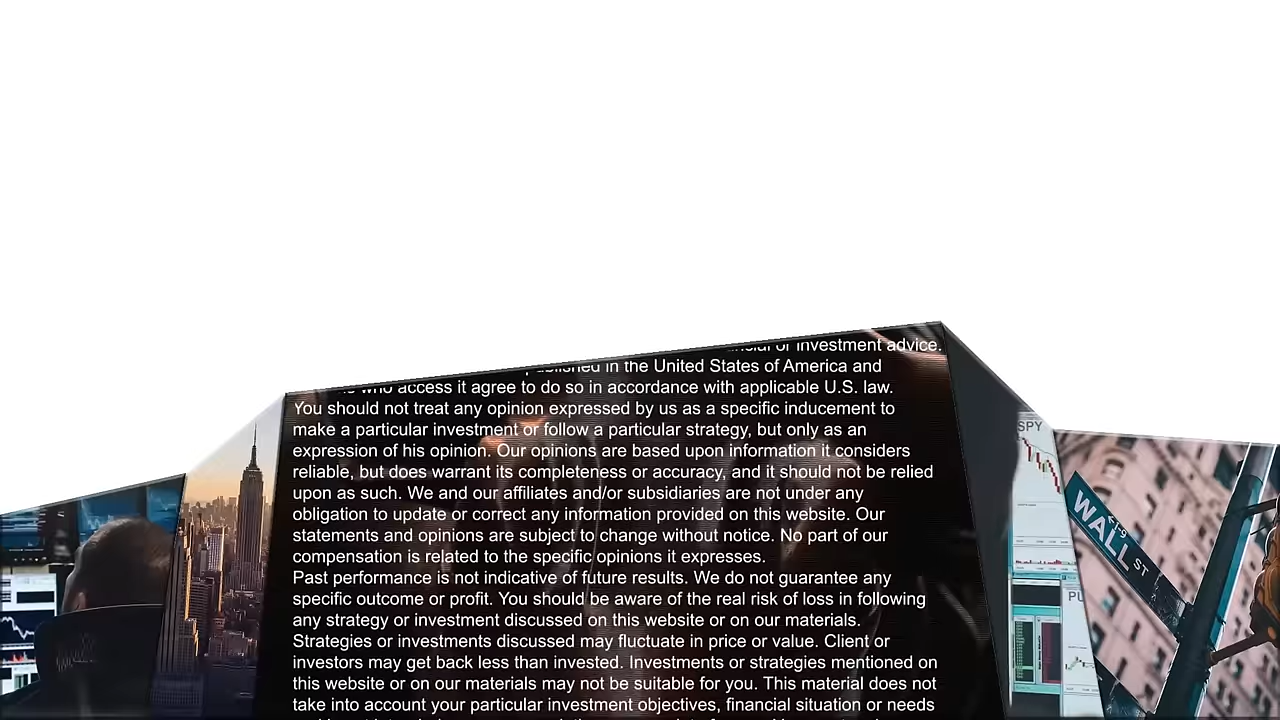 or investment advice.
in the United States of America and
who access it agree to do so in accordance with applicable U.S. law.
You should not treat any opinion expressed by us as a specific inducement to
make a particular investment or follow a particular strategy, but only as an
expression of his opinion. Our opinions are based upon information it considers
reliable, but does warrant its completeness or accuracy, and it should not be relied
upon as such. We and our affiliates and/or subsidiaries are not under any
obligation to update or correct any information provided on this website. Our
statements and opinions are subject to change without notice. No part of our
compensation is related to the specific opinions it expresses.
Past performance is not indicative of future results. We do not guarantee any
specific outcome or profit. You should be aware of the real risk of loss in following
any strategy or investment discussed on this website or on our materials.
Strategies or investments discussed may fluctuate in price or value. Client or
investors may get back less than invested. Investments or strategies mentioned on
this website or on our materials may not be suitable for you. This material does not
take into account your particular investment objectives, financial situation or needs
SPY
WALL ST